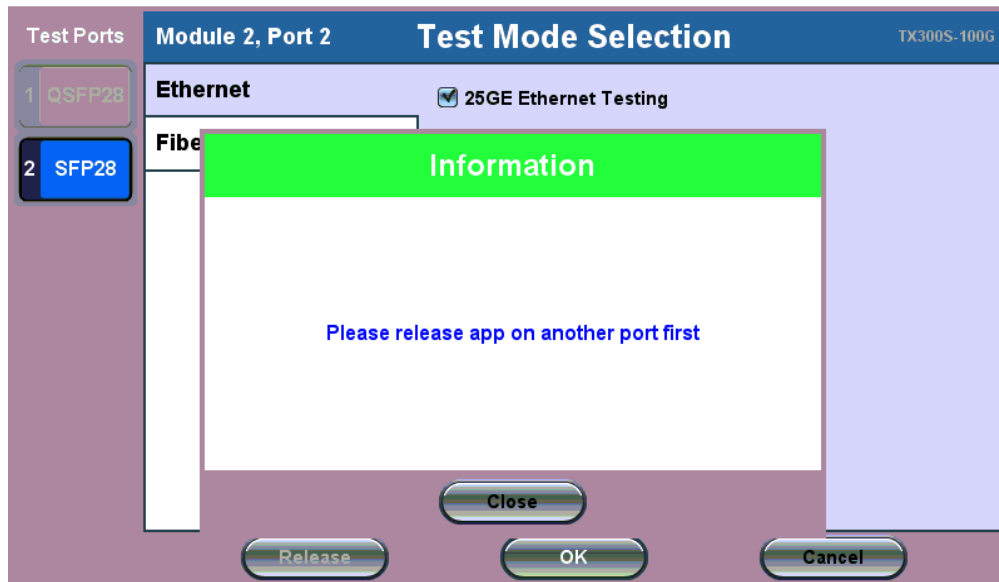 Test Ports
Module 2, Port 2
Test Mode Selection
TX300S-100G
1 QSFP28
2 SFP28
Ethernet
25GE Ethernet Testing
Fibe
Information
Please release app on another port first
Close
Release
OK
Cancel